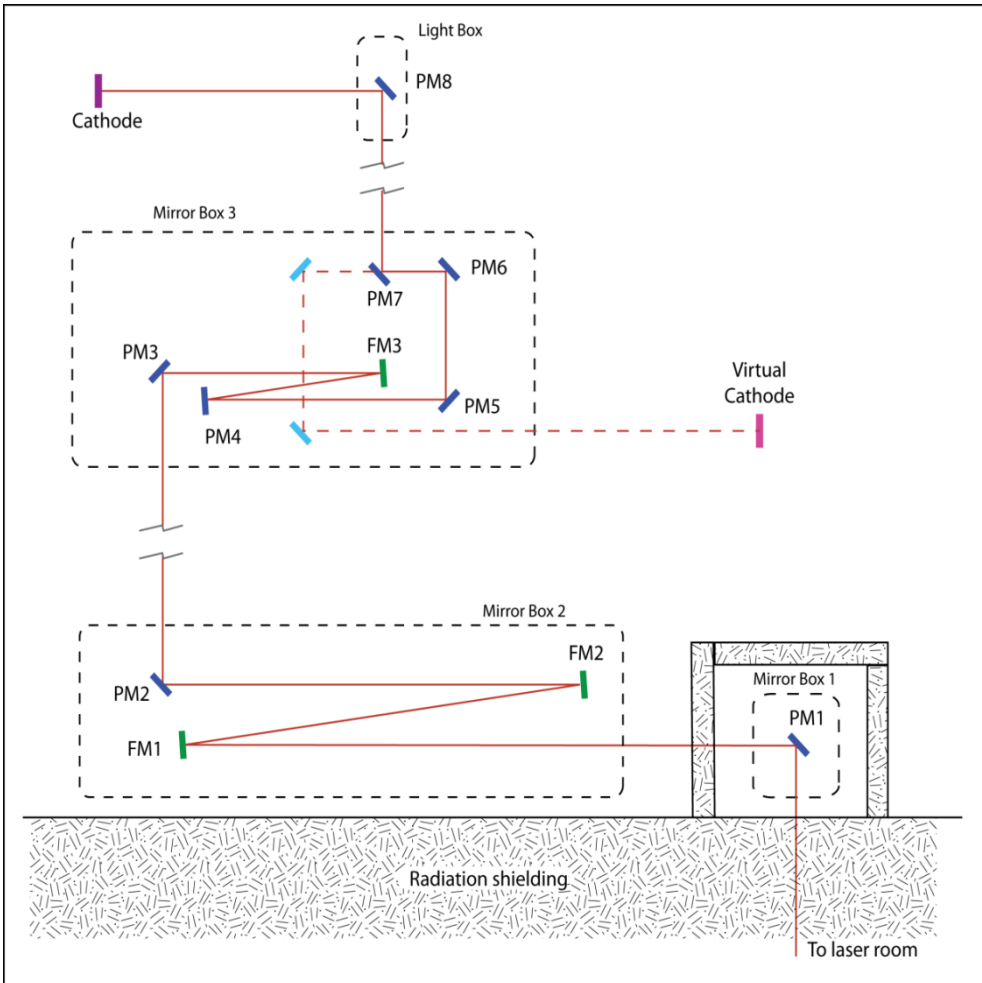 Light Box
PM8
Cathode
Mirror Box 3
PM6
PM7
PM3
FM3
Virtual
Cathode
PM5
PM4
Mirror Box 2
FM2
Mirror Box 1
PM2
PM1
FM1
Radiation shielding
To laser room